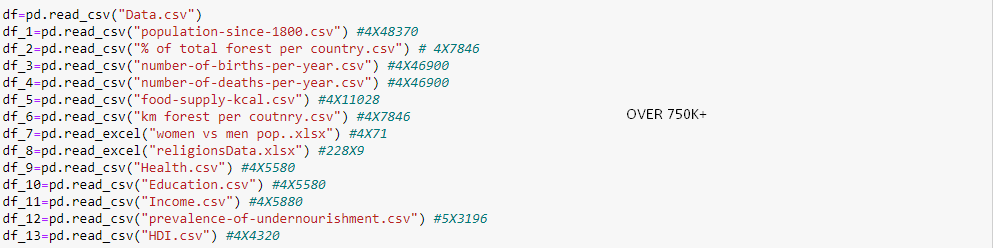 df=pd.read_csv("Data.csv")
df_1=pd.read_csv("population-since-1800.csv") #4X48370
df_2=pd.read_csv("% of total forest per country.csv") # 4X7846
df_3=pd.read_csv("number-of-births-per-year.csv") #4X46900
df_4=pd.read_csv("number-of-deaths-per-year.csv") #4X46900
df_5=pd.read_csv("food-supply-kcal.csv") #4X11028
df_6=pd.read_csv("km forest per coutnry.csv") #4X7846
OVER 750K+
df_7=pd.read_excel("women vs men pop..xlsx") #4X71
df_8=pd.read_excel("religionsData.xlsx") #228X9
df_9=pd.read_csv("Health.csv") #4X5580
df_10=pd.read_csv("Education.csv") #4X5580
df_11=pd.read_csv("Income.csv") #4X5880
df_12=pd.read_csv("prevalence-of-undernourishment.csv") #5X3196
df_13=pd.read_csv("HDI.csv") #4X4320